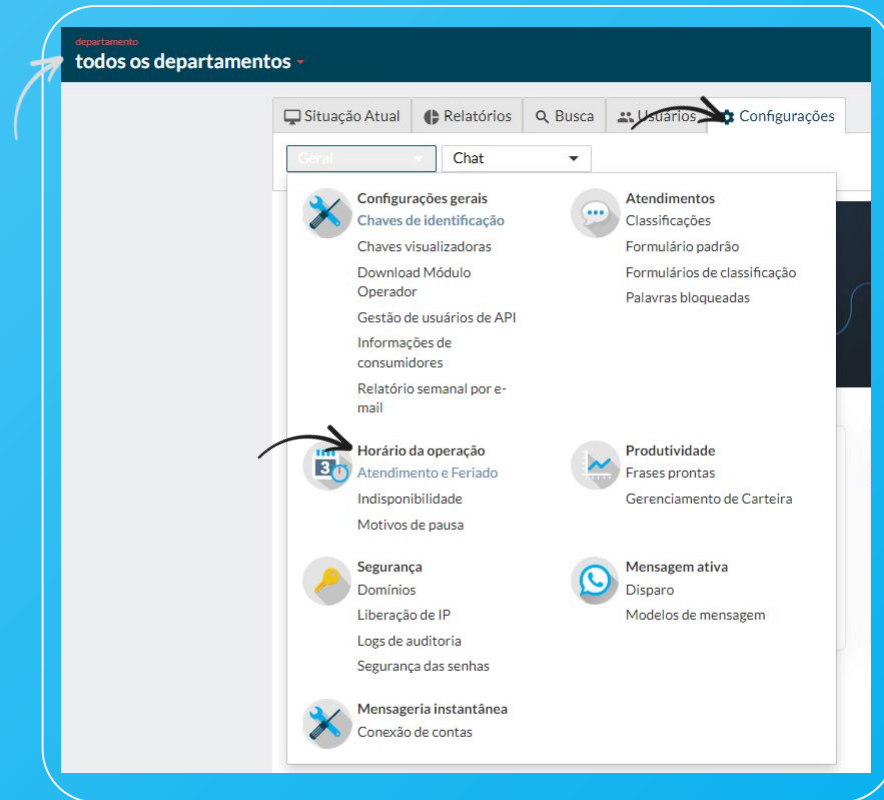 departamento
todos os departamentos
Situação Atual
Relatórios
Busca
Usuários
Configurações
Geral
Chat
Configurações gerais
Chaves de identificação
Chaves visualizadoras
Download Módulo
Operador
Gestão de usuários de API
Informações de
consumidores
Relatório semanal por e-
mail
Atendimentos
Classificações
Formulário padrão
Formulários de classificação
Palavras bloqueadas
Horário da operação
Atendimento e Feriado
Indisponibilidade
Motivos de pausa
Produtividade
Frases prontas
Gerenciamento de Carteira
Segurança
Domínios
Liberação de IP
Logs de auditoria
Segurança das senhas
Mensagem ativa
Disparo
Modelos de mensagem
Mensageria instantânea
Conexão de contas
3